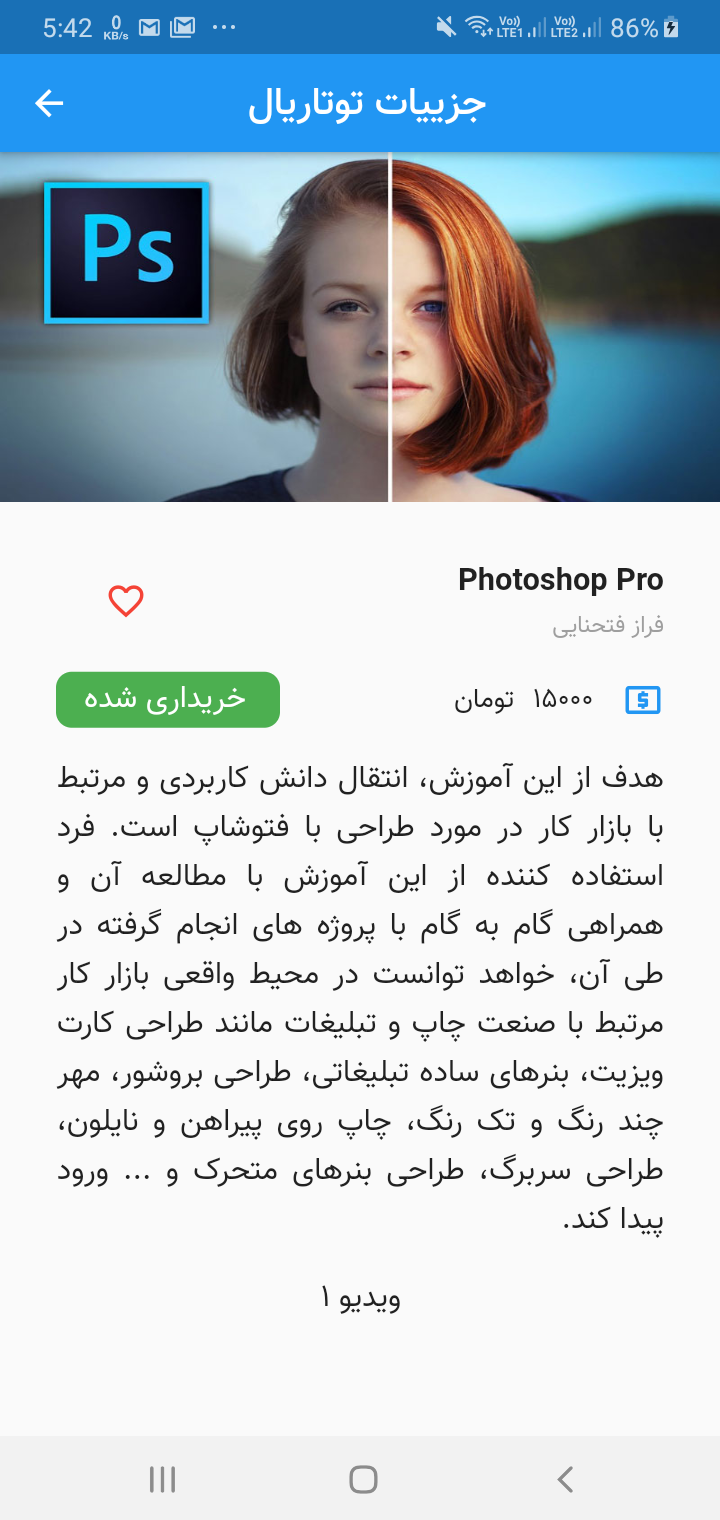 5:42
0 KB/s
Vo)) LTE1
Vo)) LTE2
86%
جزییات توتاریال
Ps
Photoshop Pro
فراز فتحنایی
۱۵۰۰۰ تومان
خریداری شده
هدف از این آموزش، انتقال دانش کاربردی و مرتبط
با بازار کار در مورد طراحی با فتوشاپ است. فرد
استفاده کننده از این آموزش با مطالعه آن و
همراهی گام به گام با پروژه های انجام گرفته در
طی آن، خواهد توانست در محیط واقعی بازار کار
مرتبط با صنعت چاپ و تبلیغات مانند طراحی کارت
ویزیت، بنرهای ساده تبلیغاتی، طراحی بروشور، مهر
چند رنگ و تک رنگ، چاپ روی پیراهن و نایلون،
طراحی سربرگ، طراحی بنرهای متحرک و ... ورود
پیدا کند.
ویدیو ۱